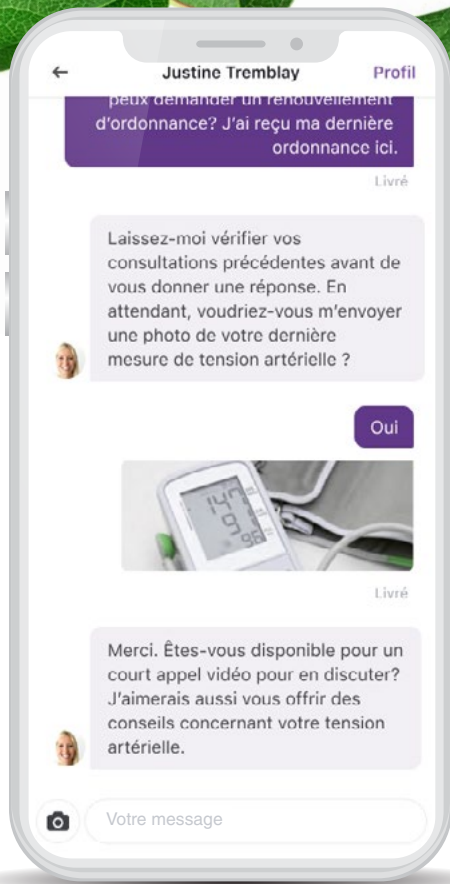 Justine Tremblay
Profil
peux demander un renouvellement
d'ordonnance? J'ai reçu ma dernière
ordonnance ici.
Livré
Laissez-moi vérifier vos
consultations précédentes avant de
vous donner une réponse. En
attendant, voudriez-vous m'envoyer
une photo de votre dernière
mesure de tension artérielle ?
Oui
Livré
Merci. Êtes-vous disponible pour un
court appel vidéo pour en discuter?
J'aimerais aussi vous offrir des
conseils concernant votre tension
artérielle.
Votre message